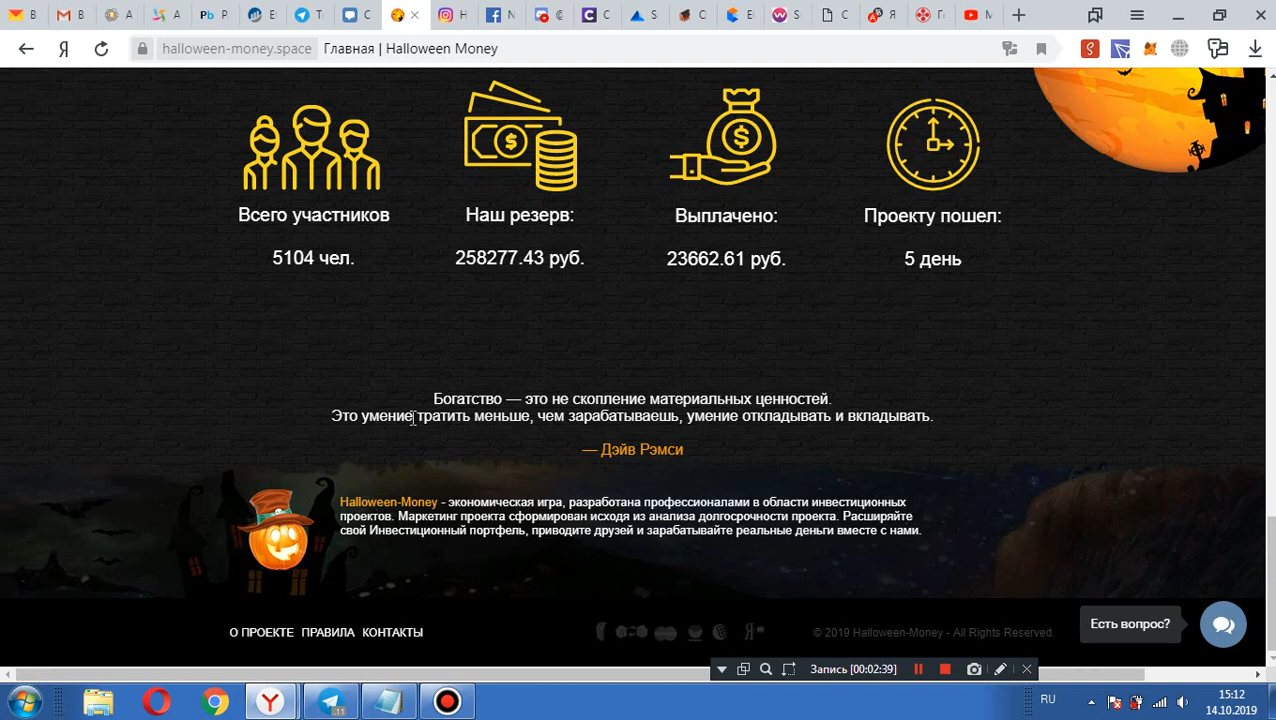 halloween-money.space Главная | Halloween Money
Всего участников
5104 чел.
Наш резерв:
258277.43 руб.
Выплачено:
23662.61 руб.
Проекту пошел:
5 день
Богатство — это не скопление материальных ценностей.
Это умение тратить меньше, чем зарабатываешь, умение откладывать и вкладывать.
— Дэйв Рэмси
Halloween-Money - экономическая игра, разработана профессионалами в области инвестиционных
проектов. Маркетинг проекта сформирован исходя из анализа долгосрочности проекта. Расширяйте
свой Инвестиционный портфель, приводите друзей и зарабатывайте реальные деньги вместе с нами.
Есть вопрос?
О ПРОЕКТЕ ПРАВИЛА КОНТАКТЫ
© 2019 Halloween-Money - All Rights Reserved.
Запись [00:02:39]
RU
15:12
14.10.2019